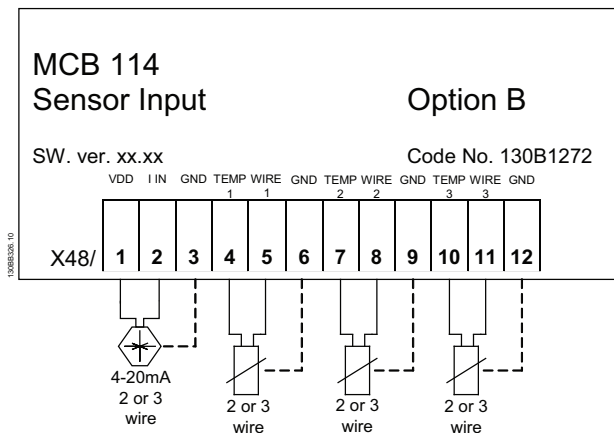 MCB 114
Sensor Input Option B
SW. ver. xx.xx Code No. 130B1272
VDD I IN GND TEMP WIRE GND TEMP WIRE GND TEMP WIRE GND
1 1 2 2 3 3
X48/ 1 2 3 4 5 6 7 8 9 10 11 12
130BB326.10
4-20mA
2 or 3 2 or 3 2 or 3 2 or 3
wire wire wire wire